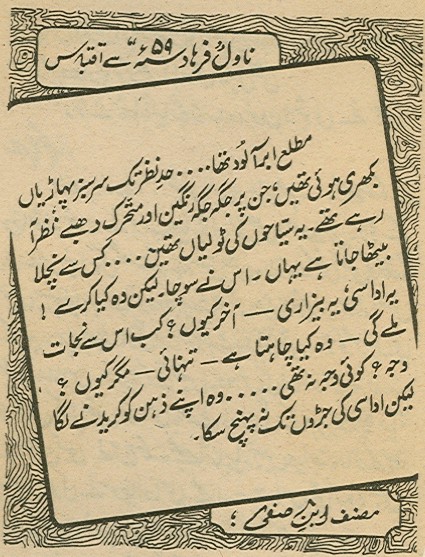 ناول "فرہاد ۵۹ء" سے اقتباس
مطلع ابر آلود تھا.... حدِ نظر تک سرسبز پہاڑیاں
بکھری ہوئی تھیں، جن پر جگہ جگہ رنگین اور متحرک دھبے نظر آ
رہے تھے۔ یہ سیّاحوں کی ٹولیاں تھیں.... کس سے نچلا
بیٹھا جاتا ہے یہاں۔ اس نے سوچا۔ لیکن وہ کیا کرے!
یہ اداسی، یہ بیزاری — آخر کیوں؟ کب اس سے نجات
ملے گی — وہ کیا چاہتا ہے — تنہائی — مگر کیوں؟
وجہ؟ کوئی وجہ نہ تھی..... وہ اپنے ذہن کو کریدنے لگا
لیکن اداسی کی جڑوں تک نہ پہنچ سکا۔
مصنف ابنِ صفی؛